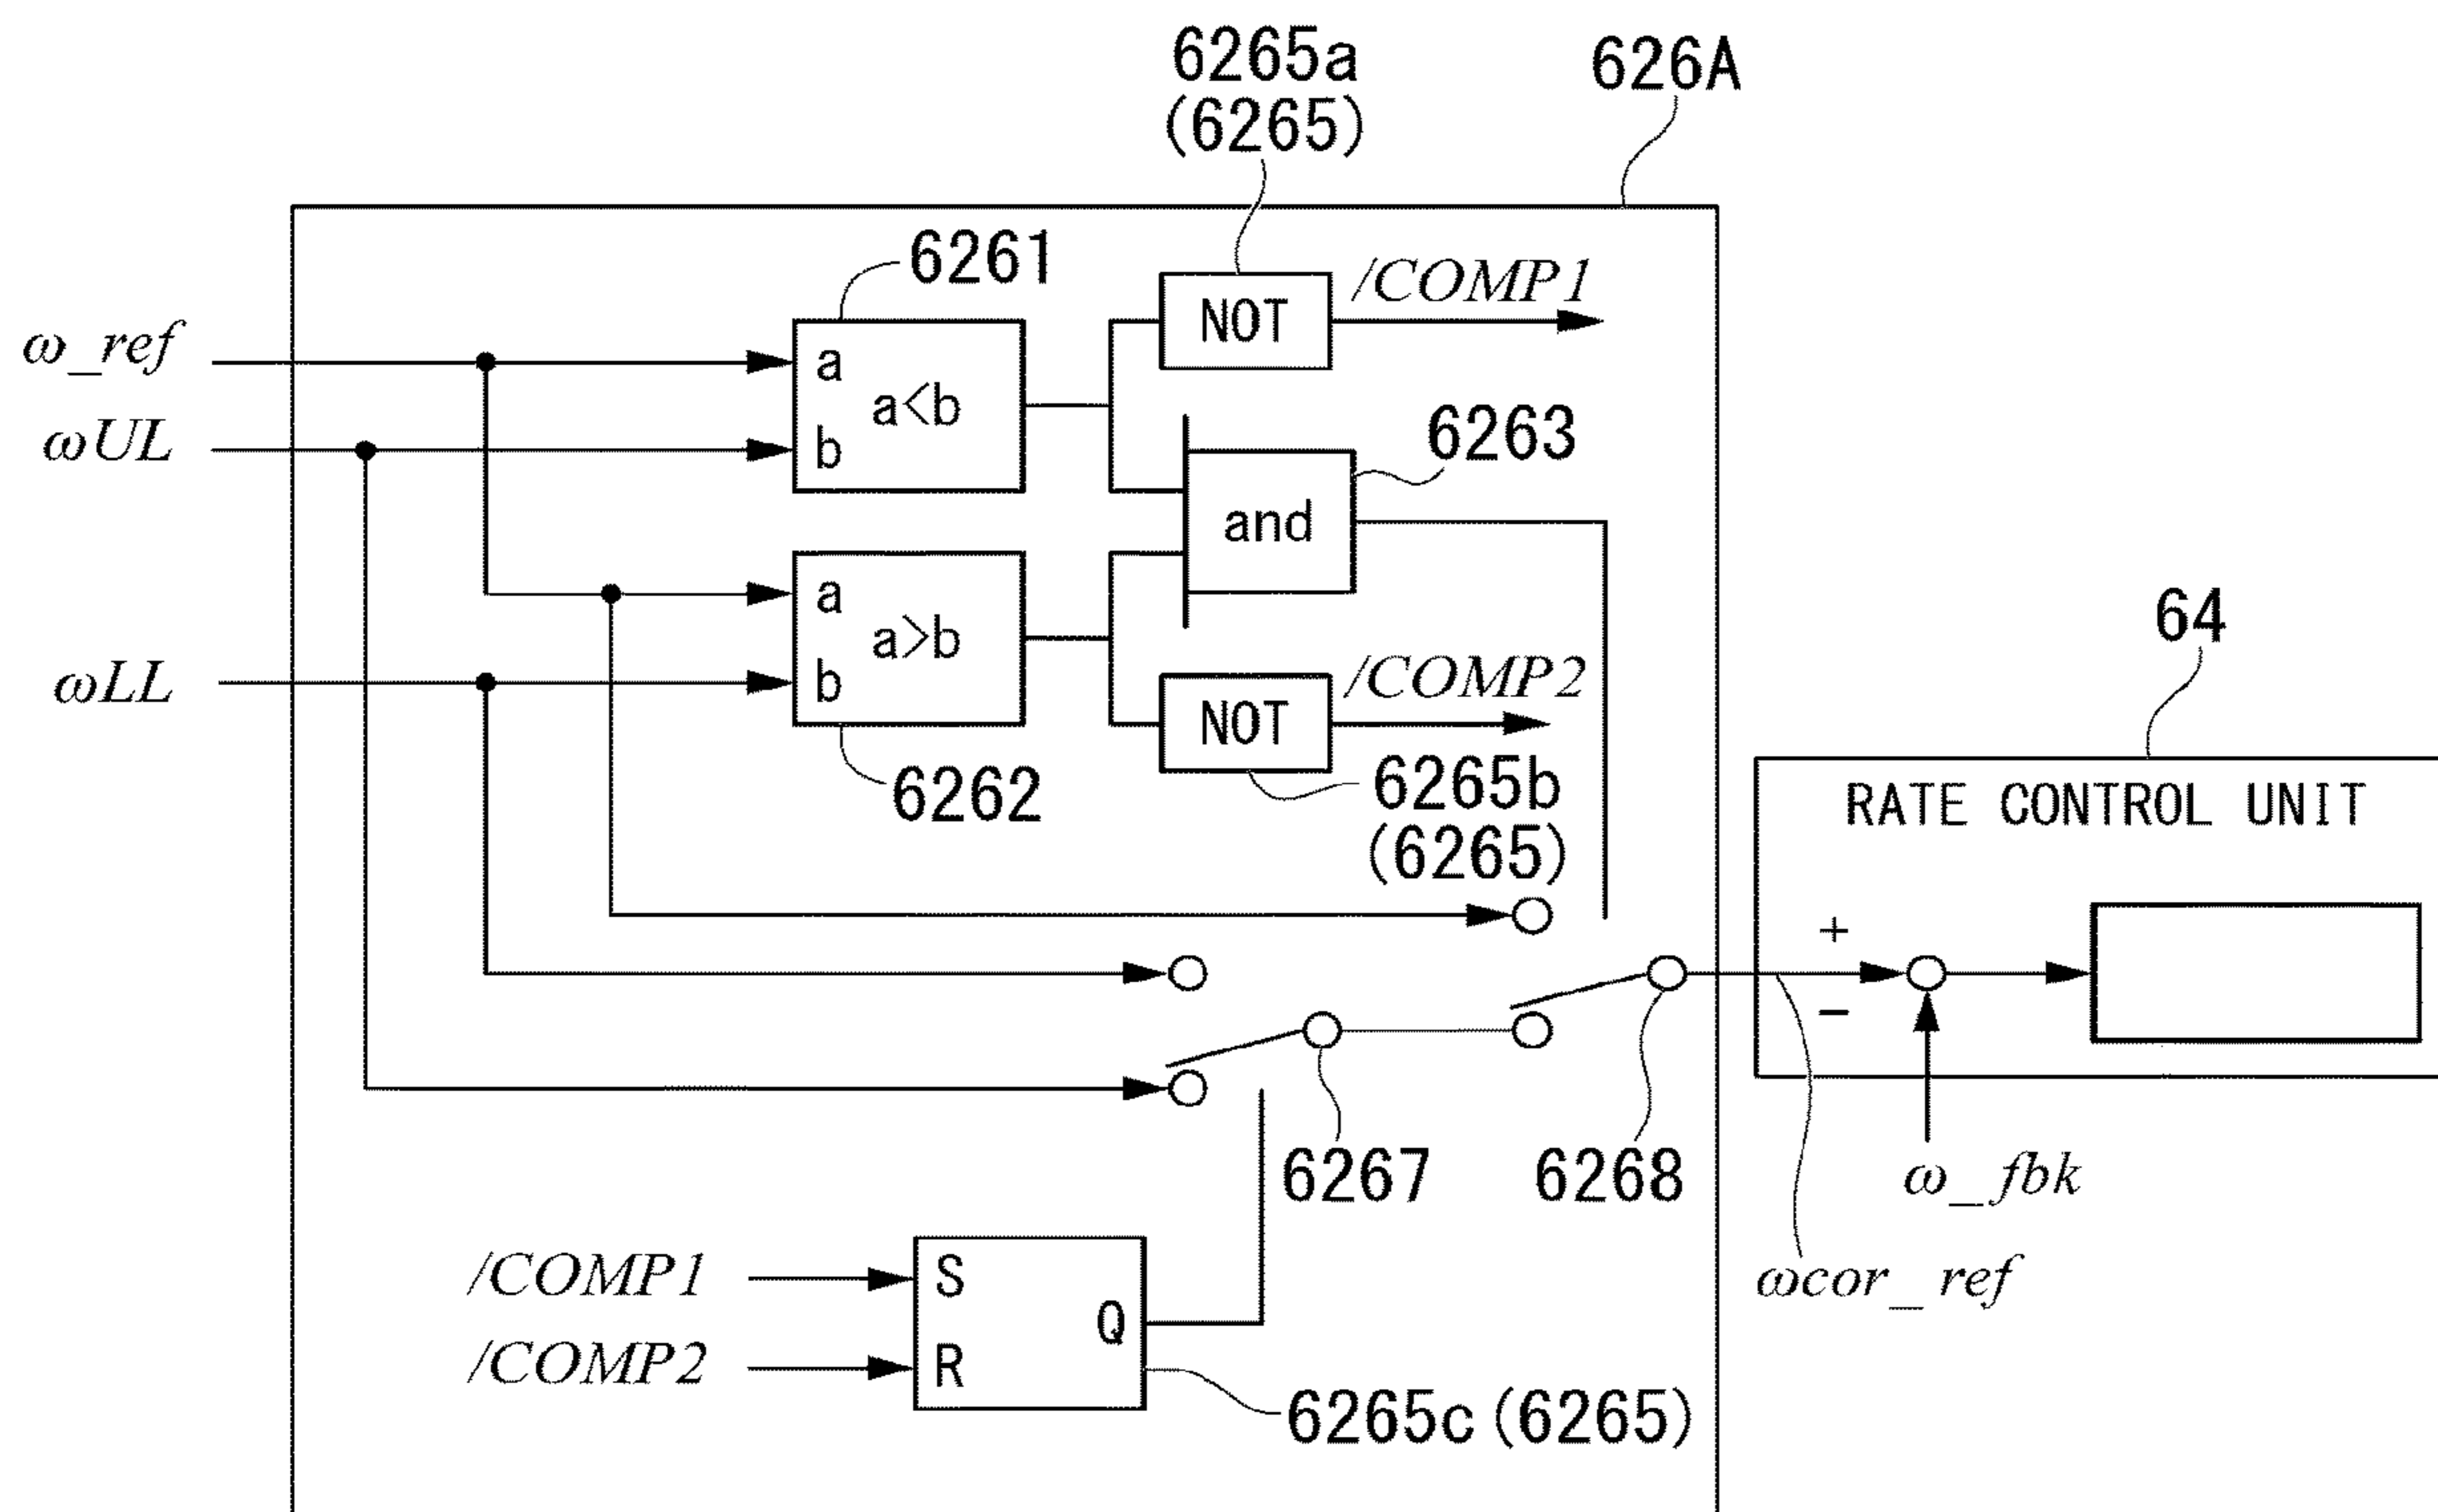 6265a
(6265)
626A
6261
/COMP1
NOT
ω_ref
a
a<b
b
ωUL
6263
and
a
a>b
b
ωLL
/COMP2
NOT
6262
6265b
(6265)
64
RATE CONTROL UNIT
+
−
6267
6268
ω_fbk
ωcor_ref
/COMP1
/COMP2
S
R
Q
6265c (6265)